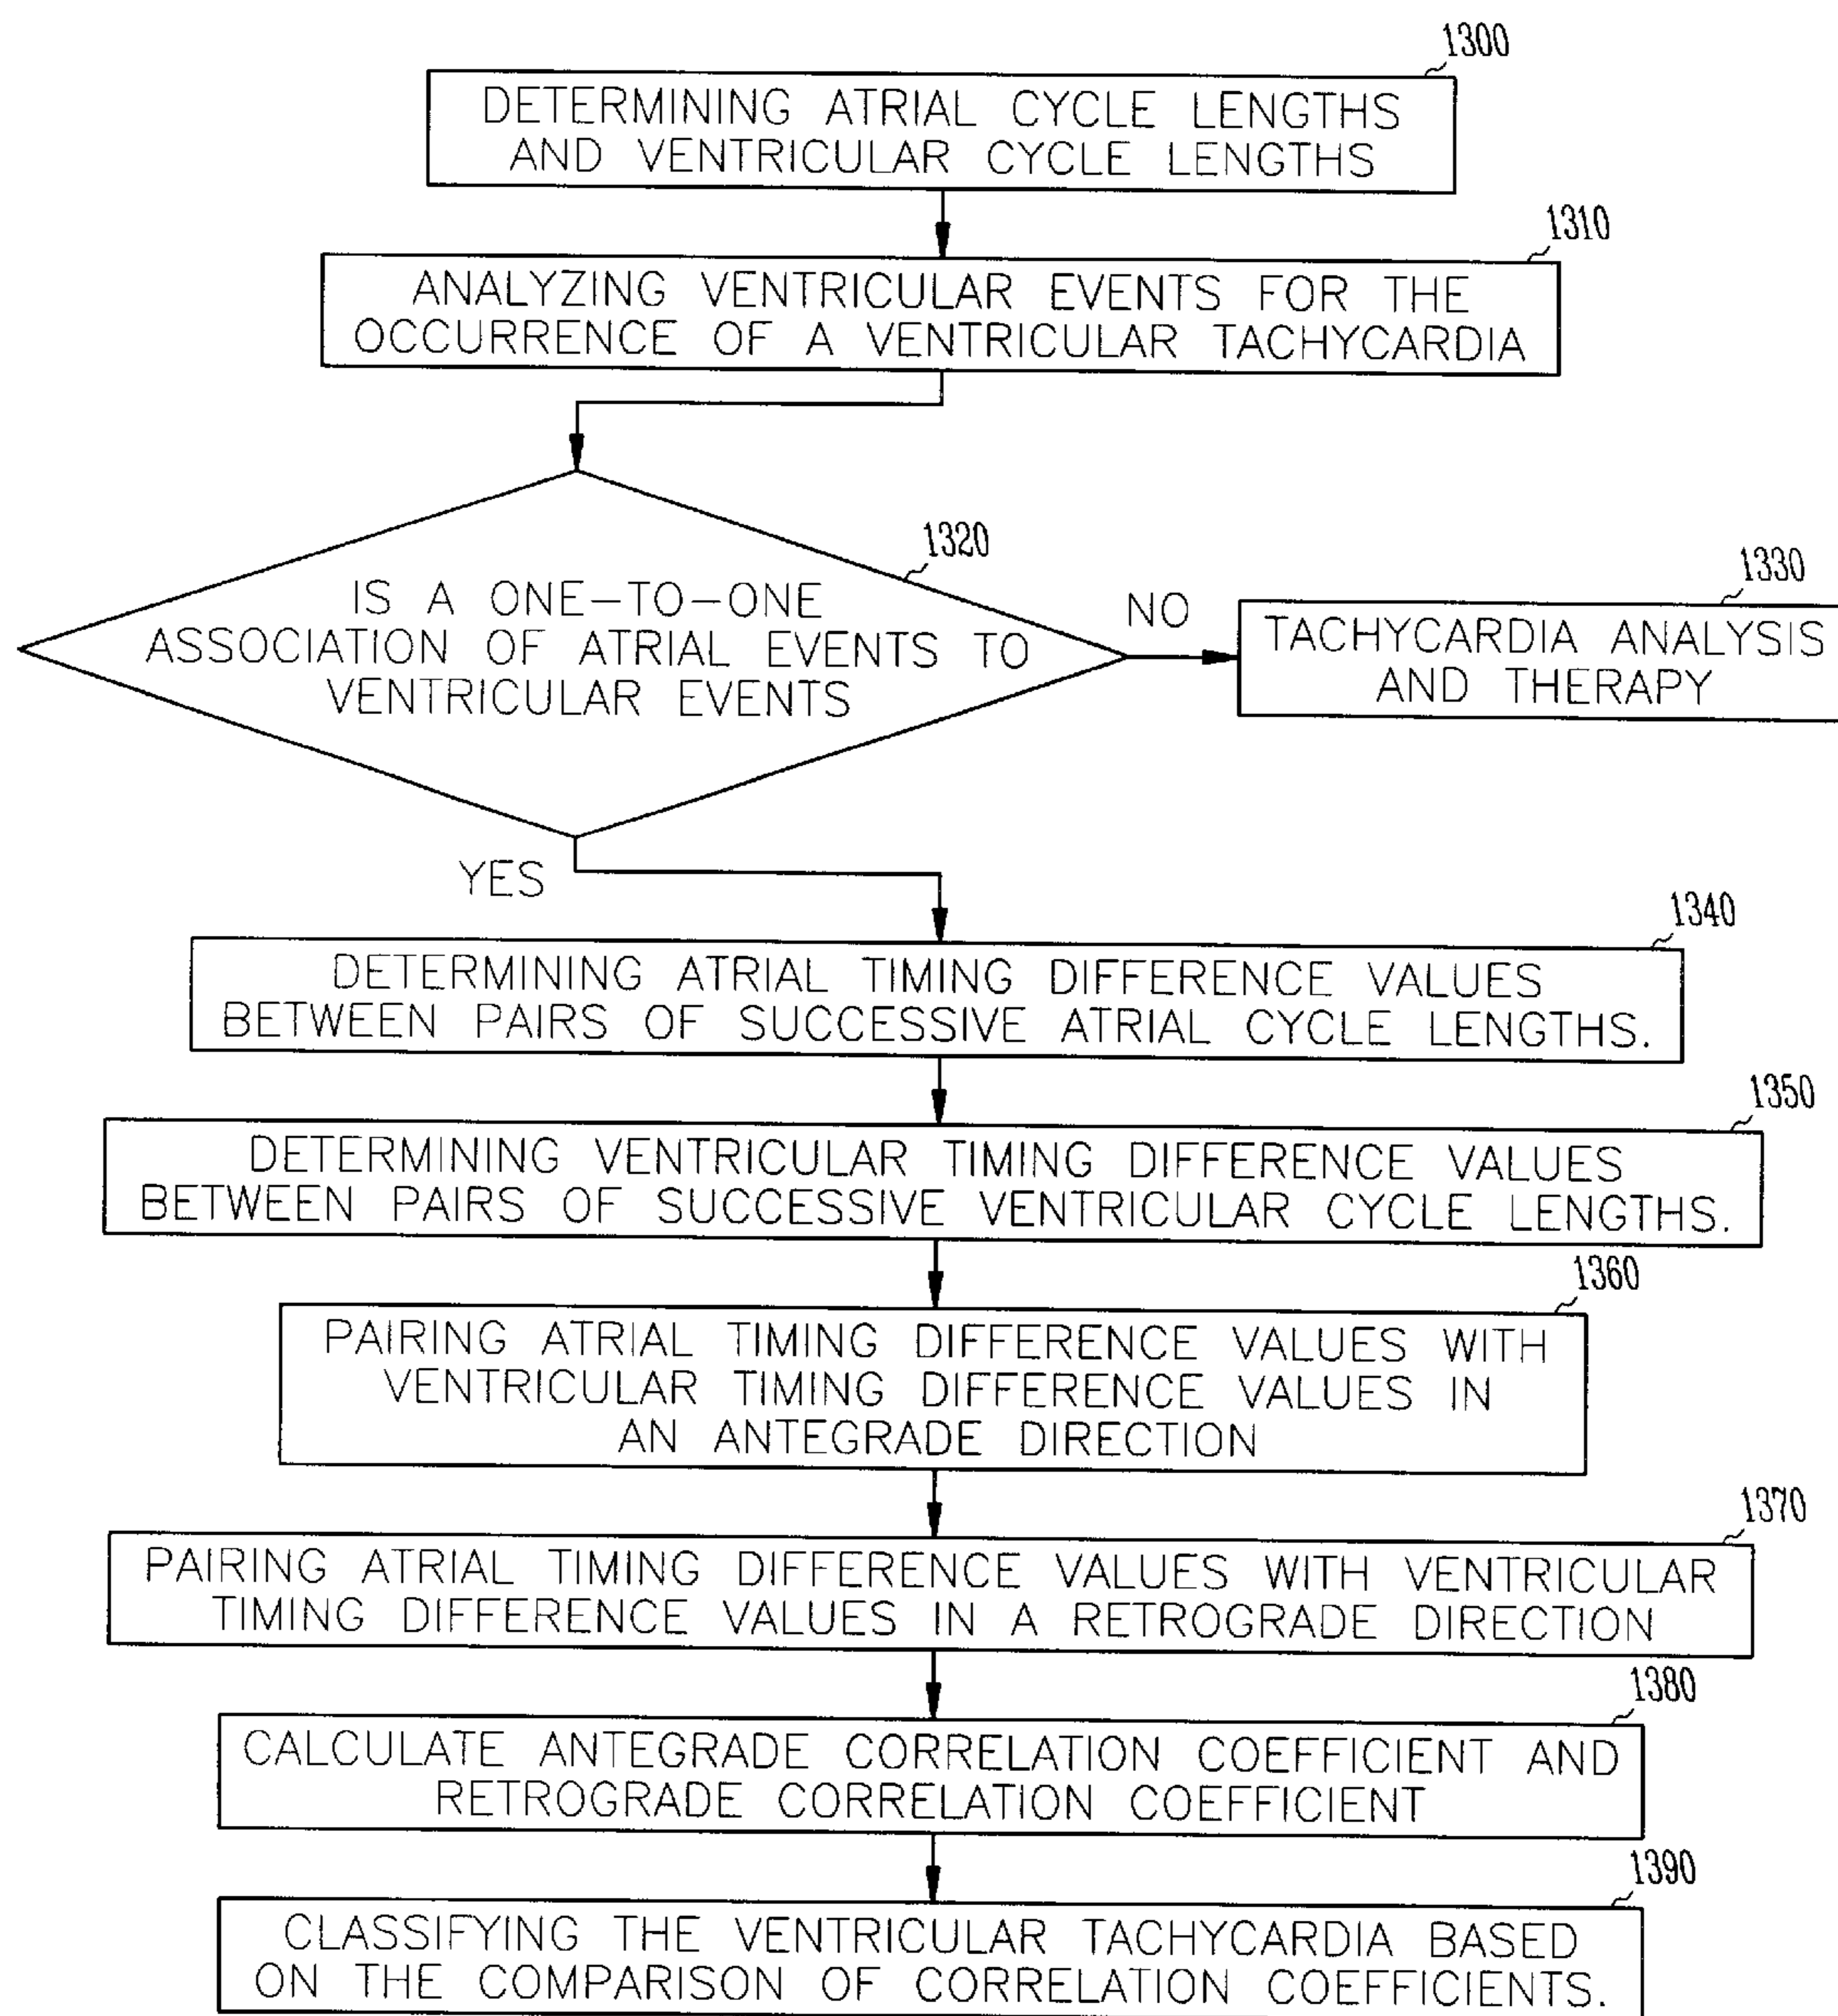 1300
DETERMINING ATRIAL CYCLE LENGTHS
AND VENTRICULAR CYCLE LENGTHS
1310
ANALYZING VENTRICULAR EVENTS FOR THE
OCCURRENCE OF A VENTRICULAR TACHYCARDIA
1320
IS A ONE-TO-ONE
ASSOCIATION OF ATRIAL EVENTS TO
VENTRICULAR EVENTS
NO
1330
TACHYCARDIA ANALYSIS
AND THERAPY
YES
1340
DETERMINING ATRIAL TIMING DIFFERENCE VALUES
BETWEEN PAIRS OF SUCCESSIVE ATRIAL CYCLE LENGTHS.
1350
DETERMINING VENTRICULAR TIMING DIFFERENCE VALUES
BETWEEN PAIRS OF SUCCESSIVE VENTRICULAR CYCLE LENGTHS.
1360
PAIRING ATRIAL TIMING DIFFERENCE VALUES WITH
VENTRICULAR TIMING DIFFERENCE VALUES IN
AN ANTEGRADE DIRECTION
1370
PAIRING ATRIAL TIMING DIFFERENCE VALUES WITH VENTRICULAR
TIMING DIFFERENCE VALUES IN A RETROGRADE DIRECTION
1380
CALCULATE ANTEGRADE CORRELATION COEFFICIENT AND
RETROGRADE CORRELATION COEFFICIENT
1390
CLASSIFYING THE VENTRICULAR TACHYCARDIA BASED
ON THE COMPARISON OF CORRELATION COEFFICIENTS.